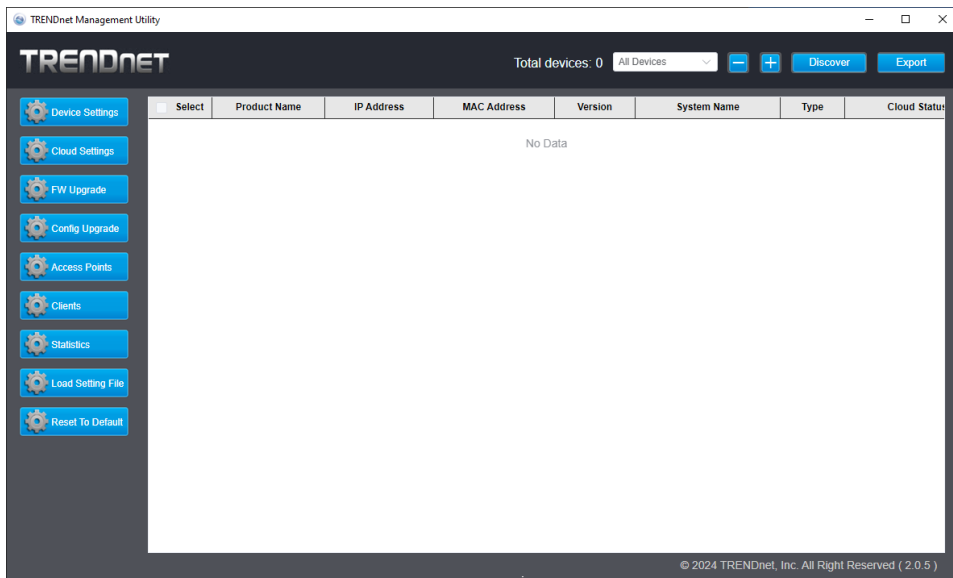 TRENDnet Management Utility
TRENDnet
Total devices: 0 All Devices Discover Export
Device Settings
Cloud Settings
FW Upgrade
Config Upgrade
Access Points
Clients
Statistics
Load Setting File
Reset To Default
Select Product Name IP Address MAC Address Version System Name Type Cloud Status
No Data
© 2024 TRENDnet, Inc. All Right Reserved ( 2.0.5 )